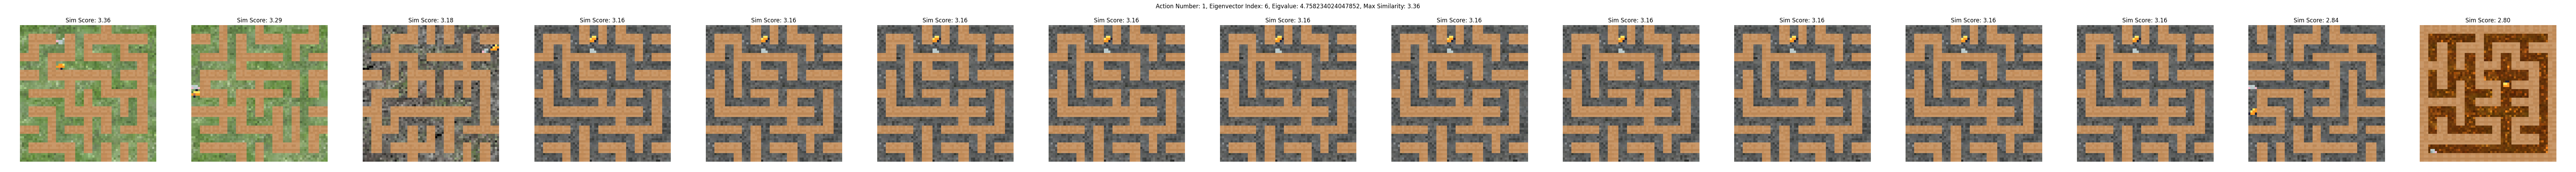 Action Number: 1, Eigenvector Index: 6, Eigvalue: 4.758234024047852, Max Similarity: 3.36
Sim Score: 3.36
Sim Score: 3.29
Sim Score: 3.18
Sim Score: 3.16
Sim Score: 3.16
Sim Score: 3.16
Sim Score: 3.16
Sim Score: 3.16
Sim Score: 3.16
Sim Score: 3.16
Sim Score: 3.16
Sim Score: 3.16
Sim Score: 3.16
Sim Score: 2.84
Sim Score: 2.80